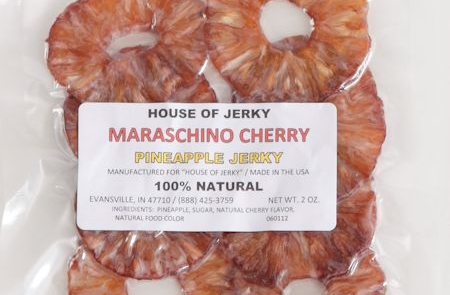 HOUSE OF JERKY
MARASCHINO CHERRY
PINEAPPLE JERKY
MANUFACTURED FOR "HOUSE OF JERKY" / MADE IN THE USA
100% NATURAL
EVANSVILLE, IN 47710 / (888) 425-3759 NET WT. 2 OZ.
INGREDIENTS: PINEAPPLE, SUGAR, NATURAL CHERRY FLAVOR,
NATURAL FOOD COLOR 060112